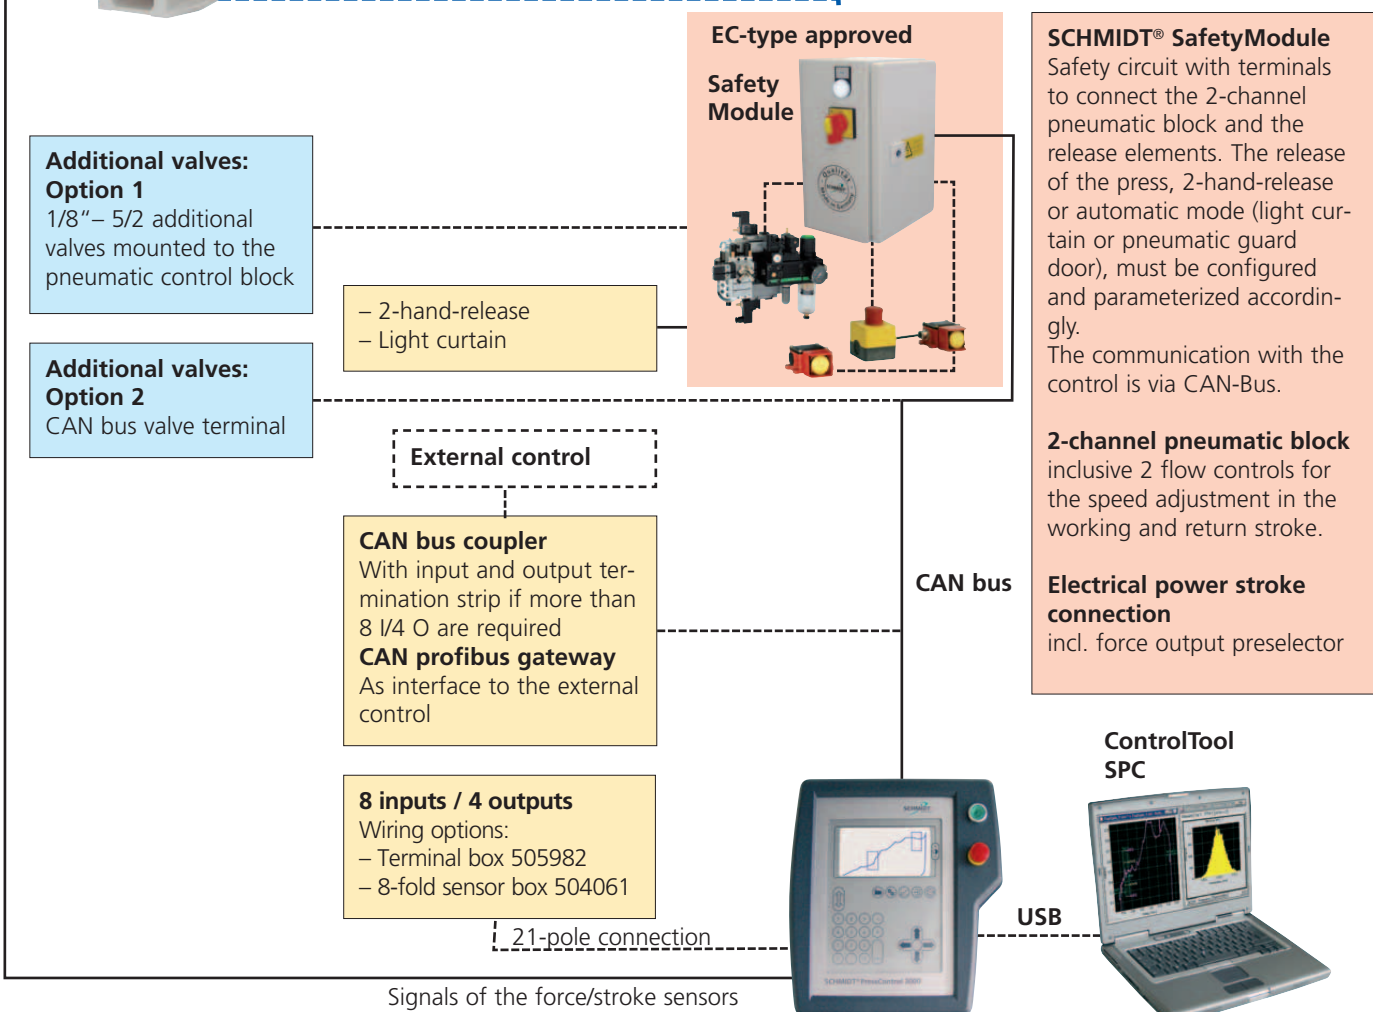 EC-type approved
Safety
Module
Additional valves:
Option 1
1/8“– 5/2 additional
valves mounted to the
pneumatic control block
– 2-hand-release
– Light curtain
Additional valves:
Option 2
CAN bus valve terminal
External control
CAN bus coupler
With input and output ter-
mination strip if more than
8 I/4 O are required
CAN profibus gateway
As interface to the external
control
CAN bus
8 inputs / 4 outputs
Wiring options:
– Terminal box 505982
– 8-fold sensor box 504061
21-pole connection
Signals of the force/stroke sensors
SCHMIDT® SafetyModule
Safety circuit with terminals
to connect the 2-channel
pneumatic block and the
release elements. The release
of the press, 2-hand-release
or automatic mode (light cur-
tain or pneumatic guard
door), must be configured
and parameterized accordin-
gly.
The communication with the
control is via CAN-Bus.
2-channel pneumatic block
inclusive 2 flow controls for
the speed adjustment in the
working and return stroke.
Electrical power stroke
connection
incl. force output preselector
ControlTool
SPC
USB
SCHMIDT
SCHMIDT® PressControl 3000